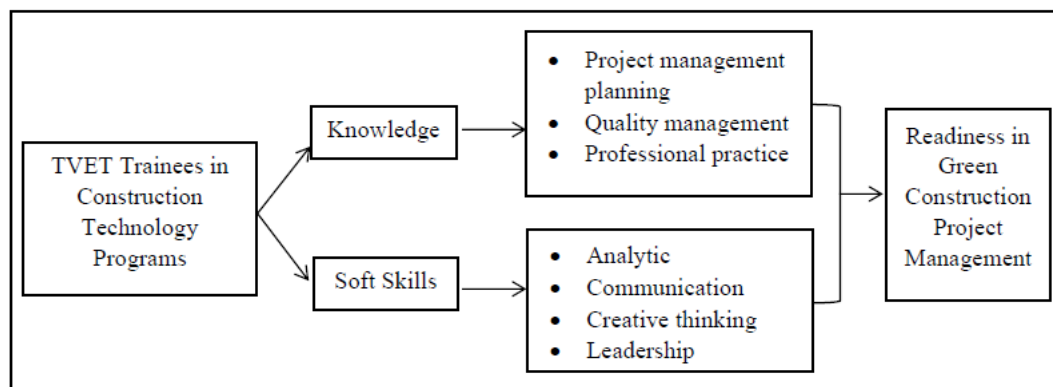 TVET Trainees in
Construction
Technology
Programs
Knowledge
Soft Skills
• Project management
planning
• Quality management
• Professional practice
• Analytic
• Communication
• Creative thinking
• Leadership
Readiness in
Green
Construction
Project
Management